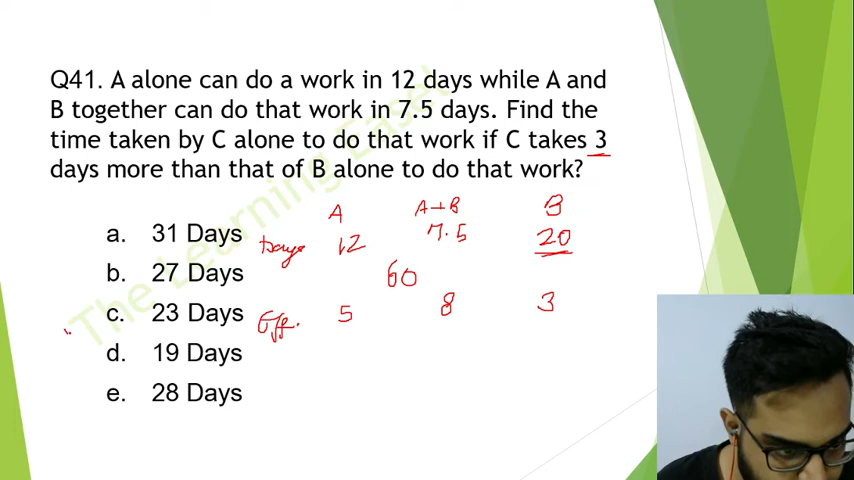 Q41. A alone can do a work in 12 days while A and
B together can do that work in 7.5 days. Find the
time taken by C alone to do that work if C takes 3
days more than that of B alone to do that work?
A A+B B
a. 31 Days
Days 12 7.5 20
b. 27 Days
60
c. 23 Days
Eff. 5 8 3
d. 19 Days
e. 28 Days
The Learning Easel